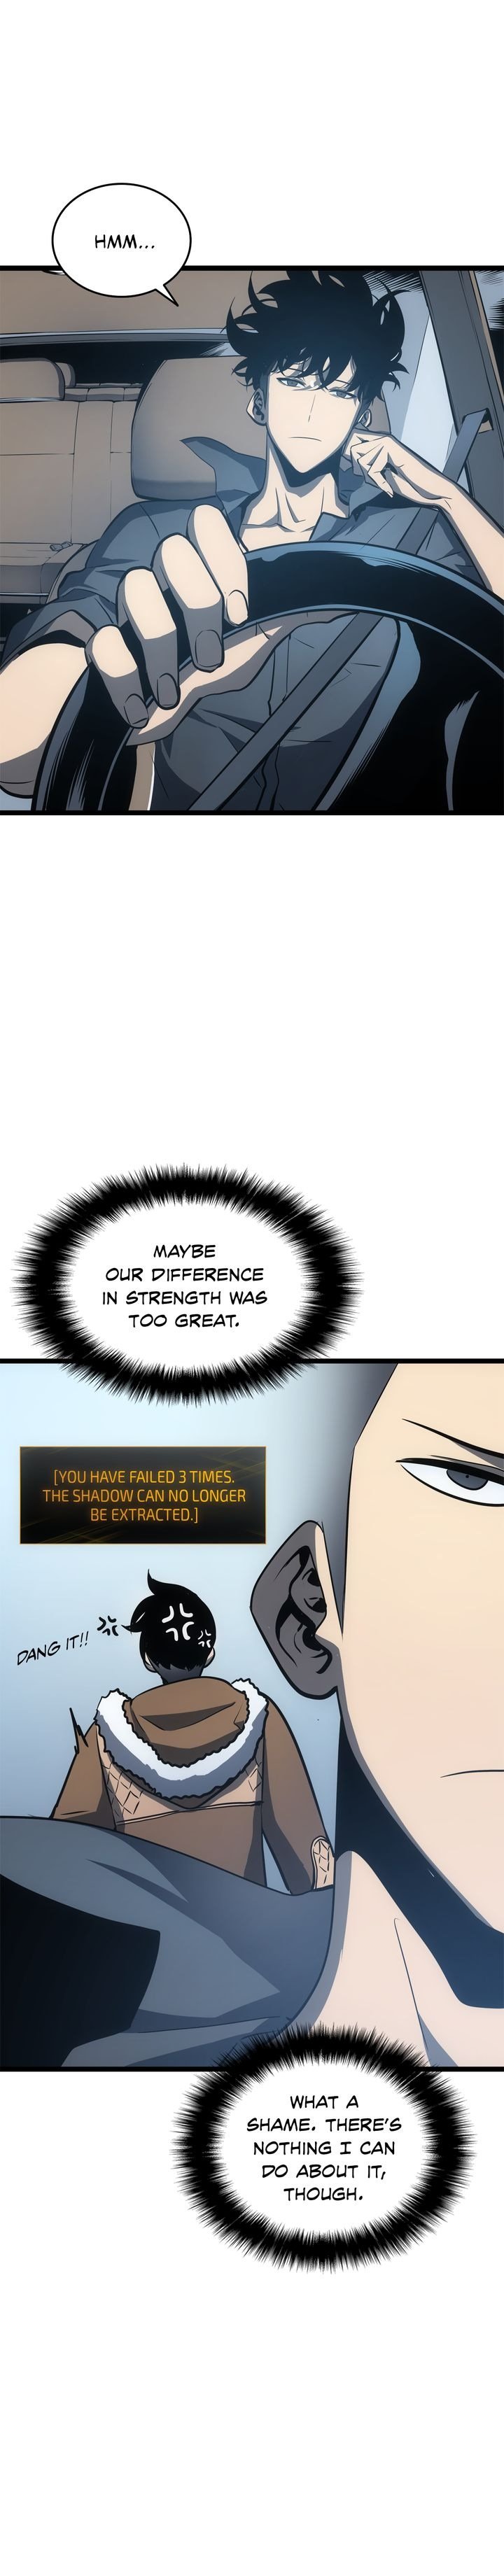 HMM...
MAYBE
OUR DIFFERENCE
IN STRENGTH WAS
TOO GREAT.
[YOU HAVE FAILED 3 TIMES.
THE SHADOW CAN NO LONGER
BE EXTRACTED.]
DANG IT!!
WHAT A
SHAME. THERE'S
NOTHING I CAN
DO ABOUT IT,
THOUGH.